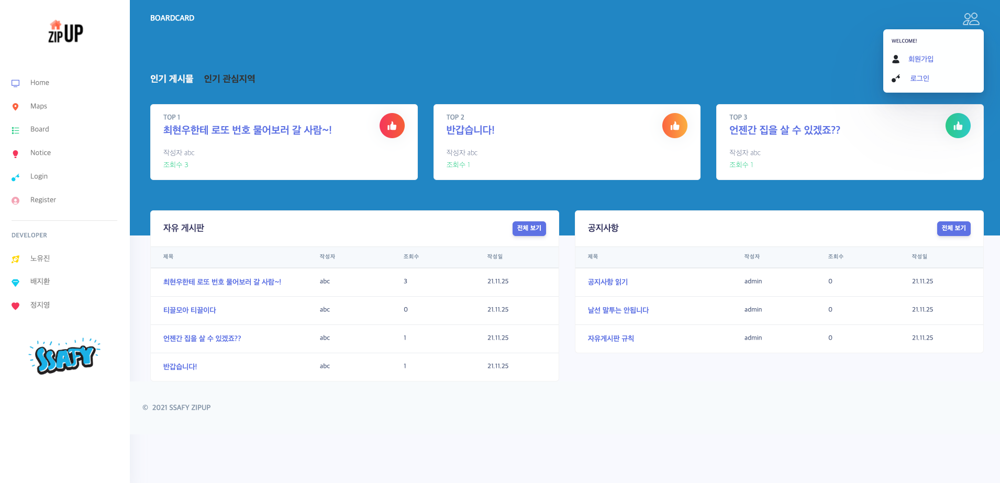 ZIP UP
Home
Maps
Board
Notice
Login
Register
DEVELOPER
노유진
배지환
정지영
SSAFY
BOARDCARD
WELCOME!
회원가입
로그인
인기 게시물 인기 관심지역
TOP 1
최현우한테 로또 번호 물어보러 갈 사람~!
작성자 abc
조회수 3
TOP 2
반갑습니다!
작성자 abc
조회수 1
TOP 3
언젠간 집을 살 수 있겠죠??
작성자 abc
조회수 1
자유 게시판 전체 보기
제목 작성자 조회수 작성일
최현우한테 로또 번호 물어보러 갈 사람~! abc 3 21.11.25
티끌모아 티끌이다 abc 0 21.11.25
언젠간 집을 살 수 있겠죠?? abc 1 21.11.25
반갑습니다! abc 1 21.11.25
공지사항 전체 보기
제목 작성자 조회수 작성일
공지사항 읽기 admin 0 21.11.25
날선 말투는 안됩니다 admin 0 21.11.25
자유게시판 규칙 admin 0 21.11.25
© 2021 SSAFY ZIPUP